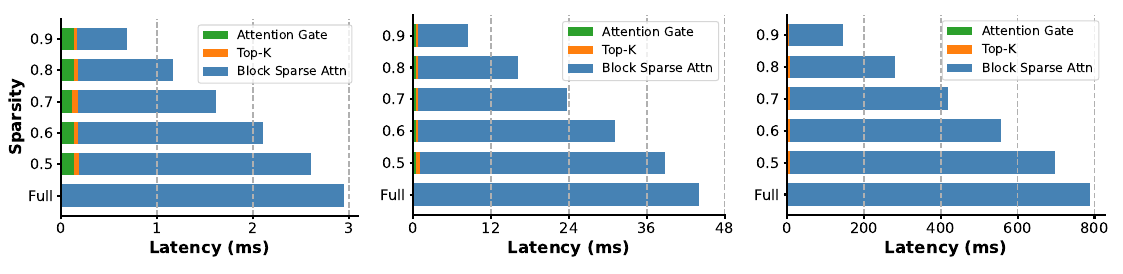 Sparsity
0.9
0.8
0.7
0.6
0.5
Full
Attention Gate
Top-K
Block Sparse Attn
0 1 2 3
Latency (ms)
0.9
0.8
0.7
0.6
0.5
Full
Attention Gate
Top-K
Block Sparse Attn
0 12 24 36 48
Latency (ms)
0.9
0.8
0.7
0.6
0.5
Full
Attention Gate
Top-K
Block Sparse Attn
0 200 400 600 800
Latency (ms)